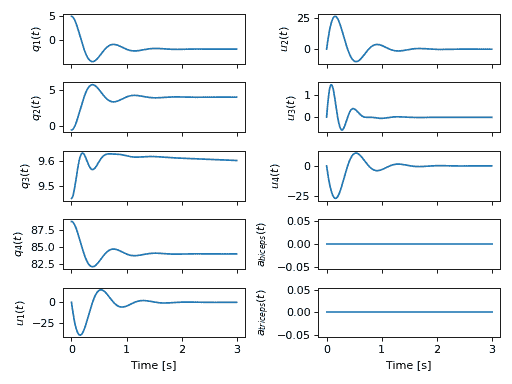 5
0
q1(t)
25
0
u2(t)
5
0
q2(t)
1
0
u3(t)
9.6
9.5
q3(t)
0
−25
u4(t)
87.5
85.0
82.5
q4(t)
0.05
0.00
−0.05
abiceps(t)
0
−25
u1(t)
0.05
0.00
−0.05
atriceps(t)
0 1 2 3
Time [s]
0 1 2 3
Time [s]